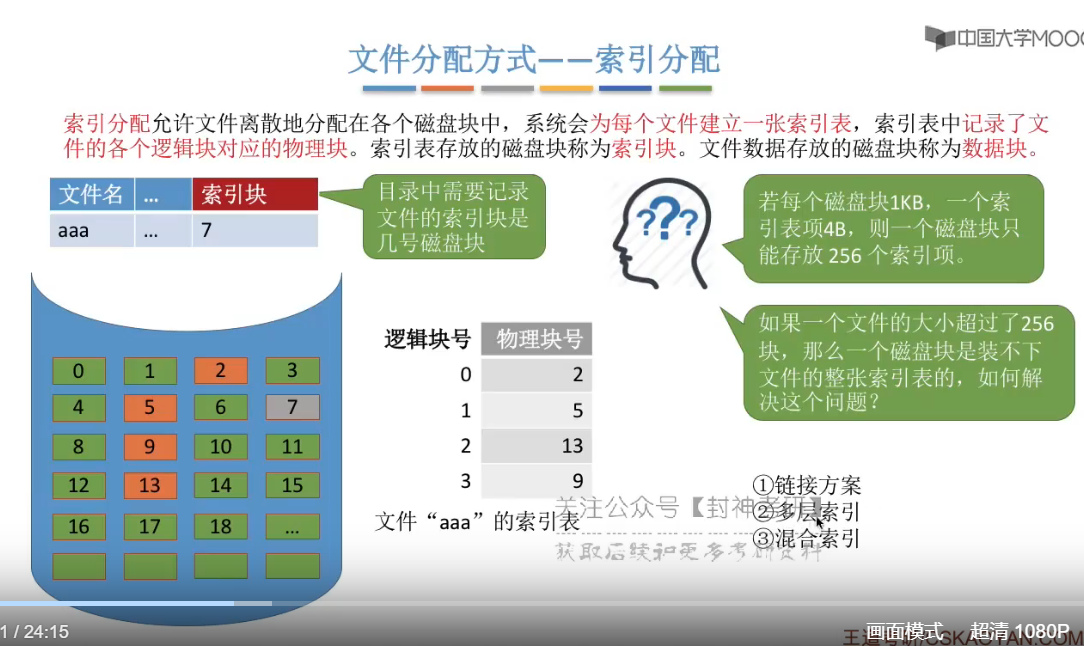 中国大学MOOC
文件分配方式——索引分配
索引分配允许文件离散地分配在各个磁盘块中，系统会为每个文件建立一张索引表，索引表中记录了文
件的各个逻辑块对应的物理块。索引表存放的磁盘块称为索引块。文件数据存放的磁盘块称为数据块。
文件名 ... 索引块
aaa ... 7
目录中需要记录
文件的索引块是
几号磁盘块
???
若每个磁盘块1KB，一个索
引表项4B，则一个磁盘块只
能存放 256 个索引项。
如果一个文件的大小超过了256
块，那么一个磁盘块是装不下
文件的整张索引表的，如何解
决这个问题？
0 1 2 3
4 5 6 7
8 9 10 11
12 13 14 15
16 17 18 ...
逻辑块号 物理块号
0 2
1 5
2 13
3 9
文件“aaa”的索引表
①链接方案
②多层索引
③混合索引
关注公众号【封神考研】
获取后续和更多考研资料
1 / 24:15
画面模式 超清 1080P
王道考研/CSKAOYAN.COM